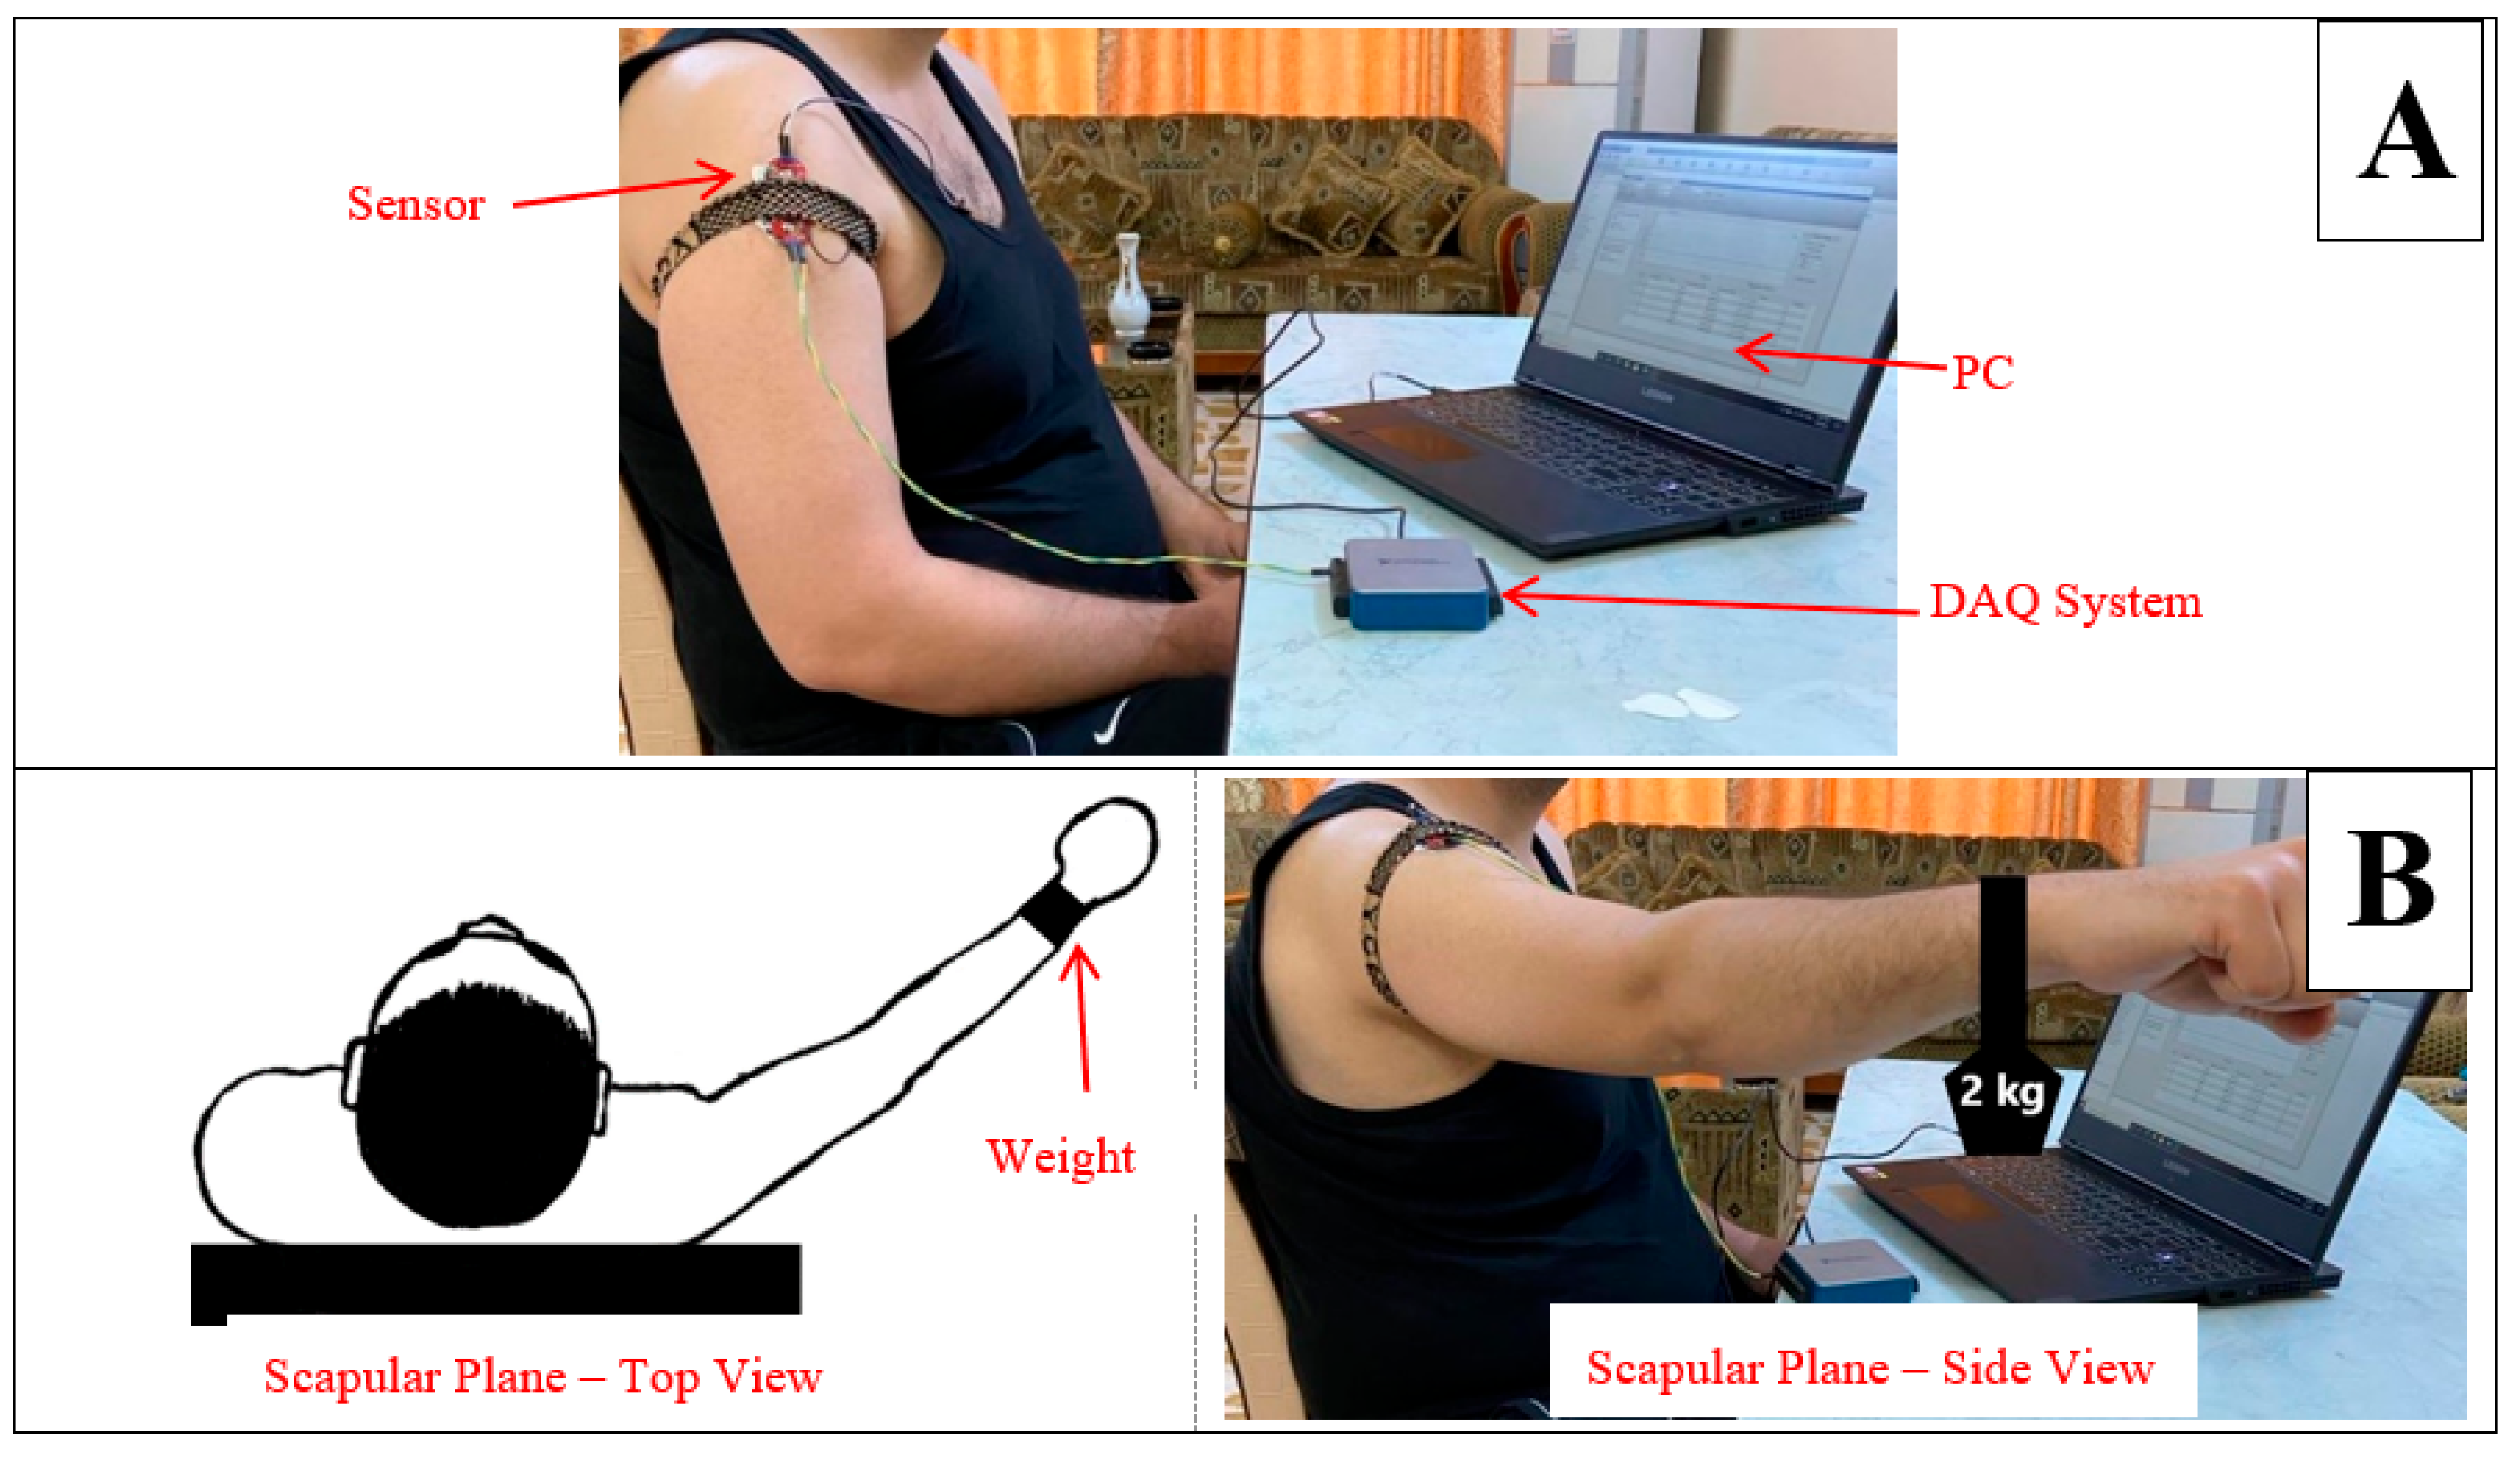 A
Sensor
PC
DAQ System
B
2 kg
Weight
Scapular Plane – Top View
Scapular Plane – Side View